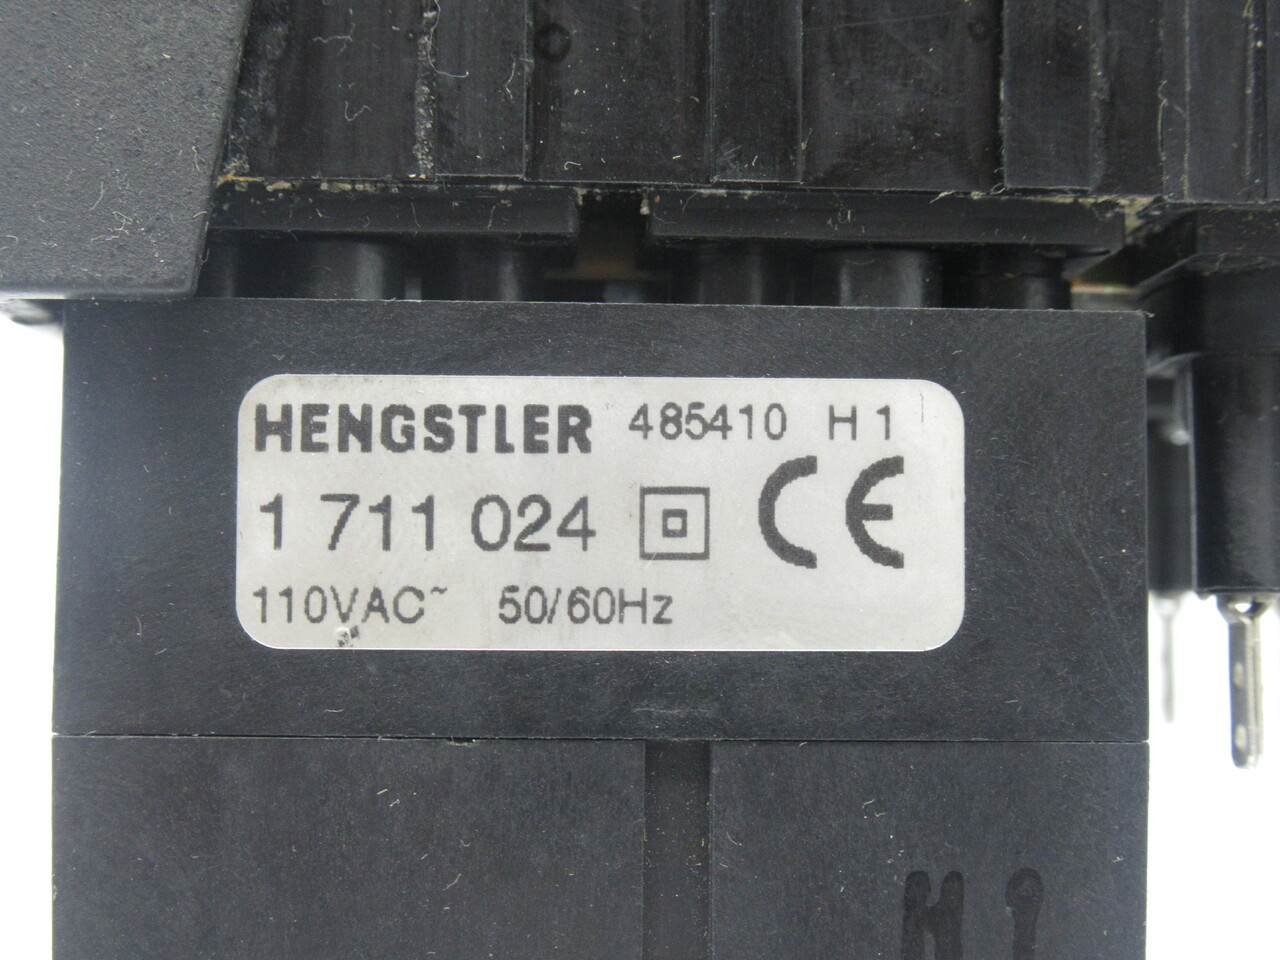 HENGSTLER 485410 H1
1 711 024 CE
110VAC~ 50/60Hz